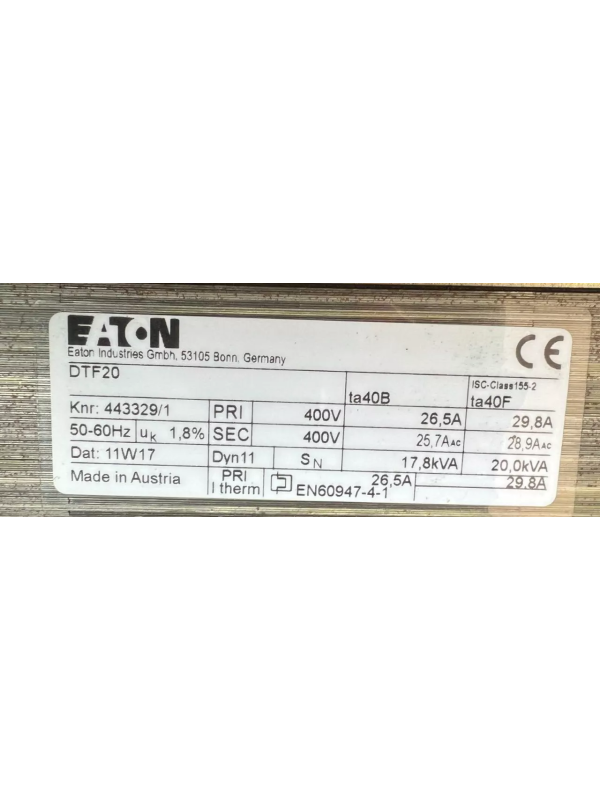 EATON
Eaton Industries Gmbh, 53105 Bonn, Germany
CE
DTF20
ta40B
ISC-Class155-2
ta40F
Knr: 443329/1 PRI 400V 26,5A 29,8A
50-60Hz uk 1,8% SEC 400V 25,7AAC 28,9AAC
Dat: 11W17 Dyn11 SN 17,8kVA 20,0kVA
Made in Austria PRI I therm EN60947-4-1 26,5A 29,8A